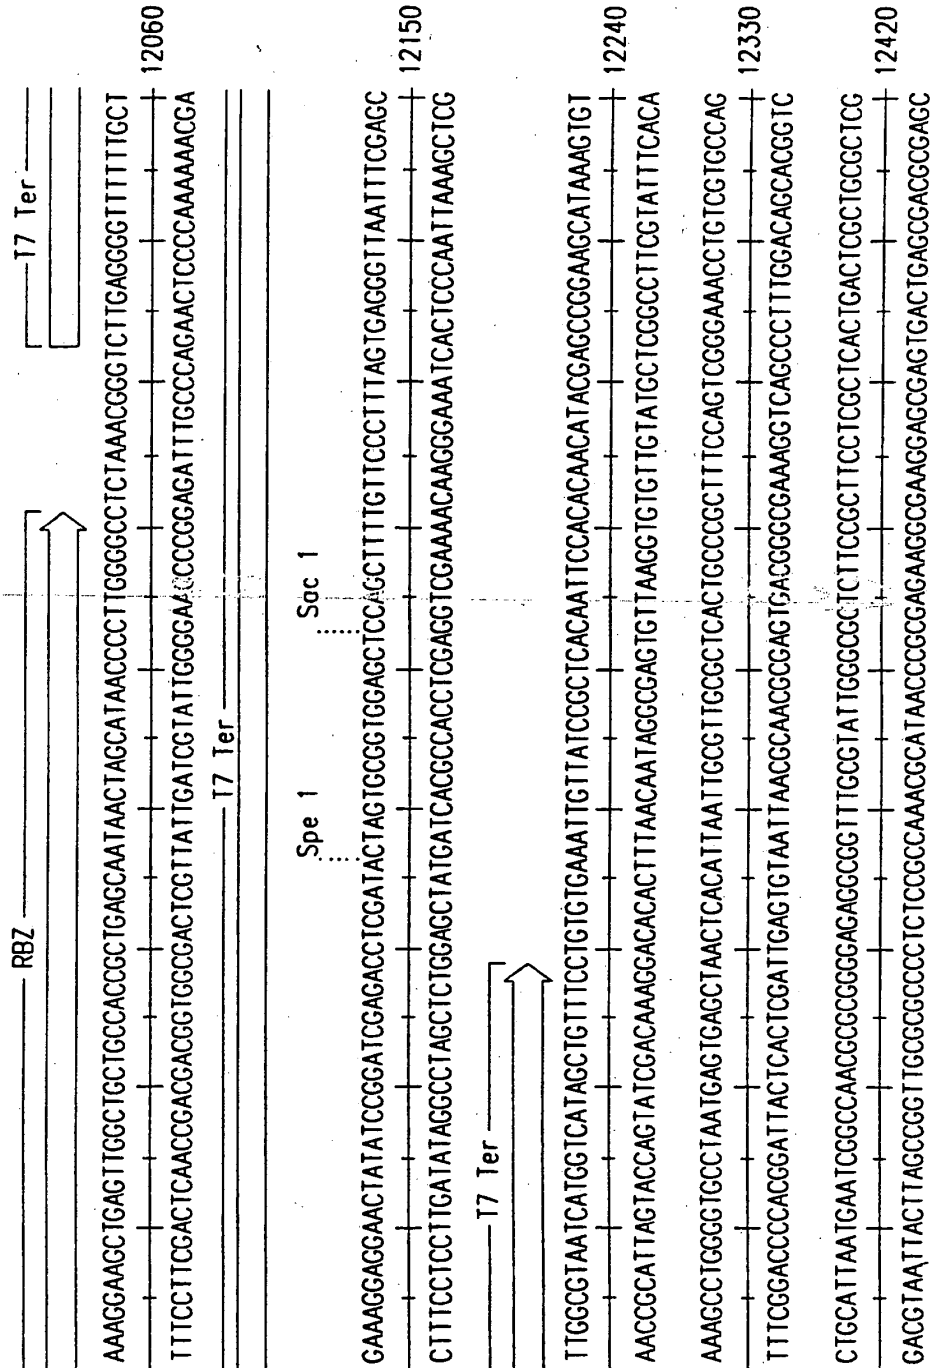 RBZ T7 Ter
AAAGGAAGCTGAGTTGGCTGCTGCCACCGCTGAGCAATAACTAGCATAACCCCTTGGGGCCTCTAAACGGGTCTTGAGGGGTTTTTTGCT
12060
TTTCCTTCGACTCAACCGACGACGGTGGCGACTCGTTATTGATCGTATTGGGGAACCCCGGAGATTTGCCCAGAACTCCCCAAAAAACGA
T7 Ter
Spe 1 Sac 1
GAAAGGAGGAACTATATCCGGATCGAGACCTCGATACTAGTGCGGTGGAGCTCCAGCTTTTGTTCCCTTTAGTGAGGGTTAATTTCGAGC
12150
CTTTCCTCCTTGATATAGGCCTAGCTCTGGAGCTATGATCACGCCACCTCGAGGTCGAAAACAAGGGAAATCACTCCCAATTAAAGCTCG
T7 Ter
TTGGCGTAATCATGGTCATAGCTGTTTCCTGTGTGAAATTGTTATCCGCTCACAATTCCACACAACATACGAGCCGGAAGCATAAAGTGT
12240
AACCGCATTAGTACCAGTATCGACAAAGGACACACTTTAACAATAGGCGAGTGTTAAGGTGTGTTGTATGCTCGGCCTTCGTATTTCACA
AAAGCCTGGGGTGCCTAATGAGTGAGCTAACTCACATTAATTGCGTTGCGCTCACTGCCCGCTTTCCAGTCGGGAAACCTGTCGTGCCAG
12330
TTTCGGACCCCACGGATTACTCACTCGATTGAGTGTAATTAACGCAACGCGAGTGACGGGCGAAAGGTCAGCCCTTTGGACAGCACGGTC
CTGCATTAATGAATCGGCCAACGCGCGGGGAGAGGCGGTTTGCGTATTGGGCGCTCTTCCGCTTCCTCGCTCACTGACTCGCTGCGCTCG
12420
GACGTAATTACTTAGCCGGTTGCGCGCCCCTCTCCGCCAAACGCATAACCCGCGAGAAGGCGAAGGAGCGAGTGACTGAGCGACGCGAGC